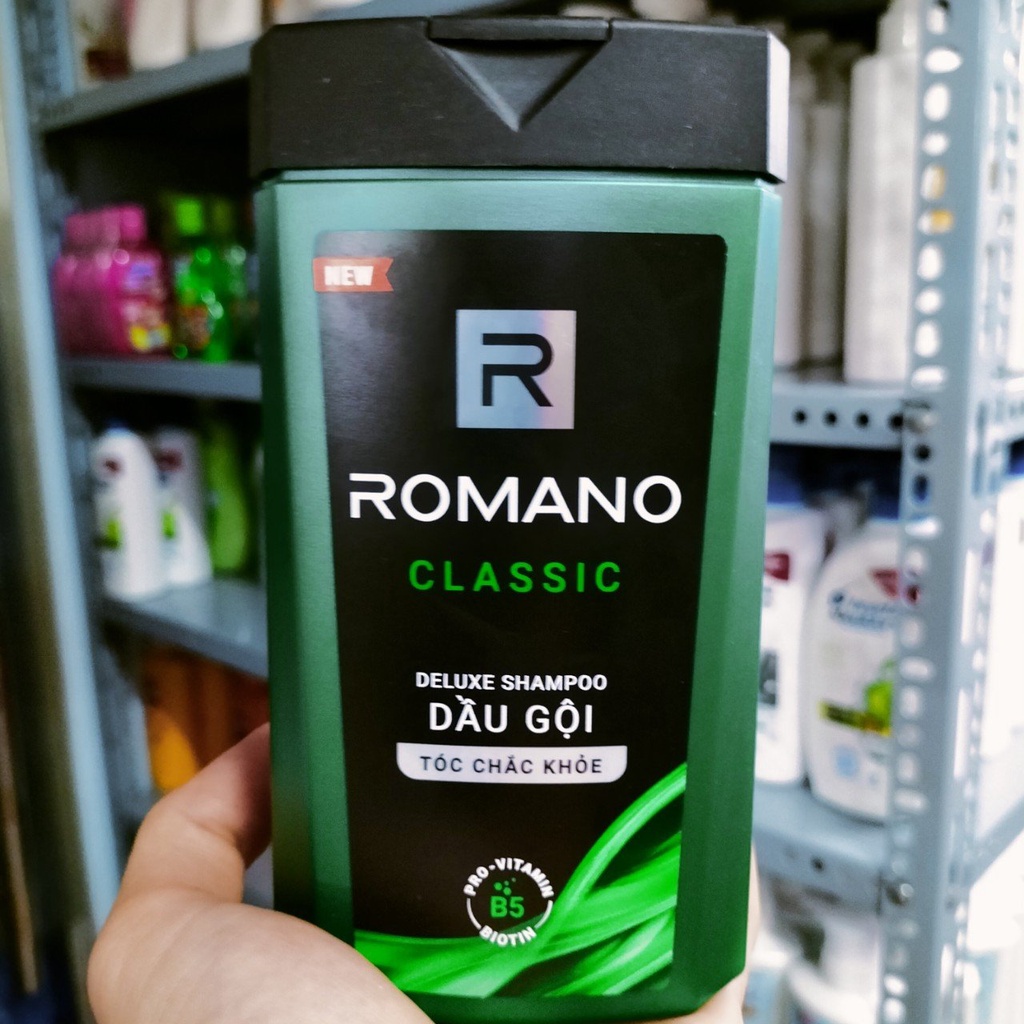 NEW
R
ROMANO
CLASSIC
DELUXE SHAMPOO
DẦU GỘI
TÓC CHẮC KHỎE
PRO-VITAMIN
B5
BIOTIN